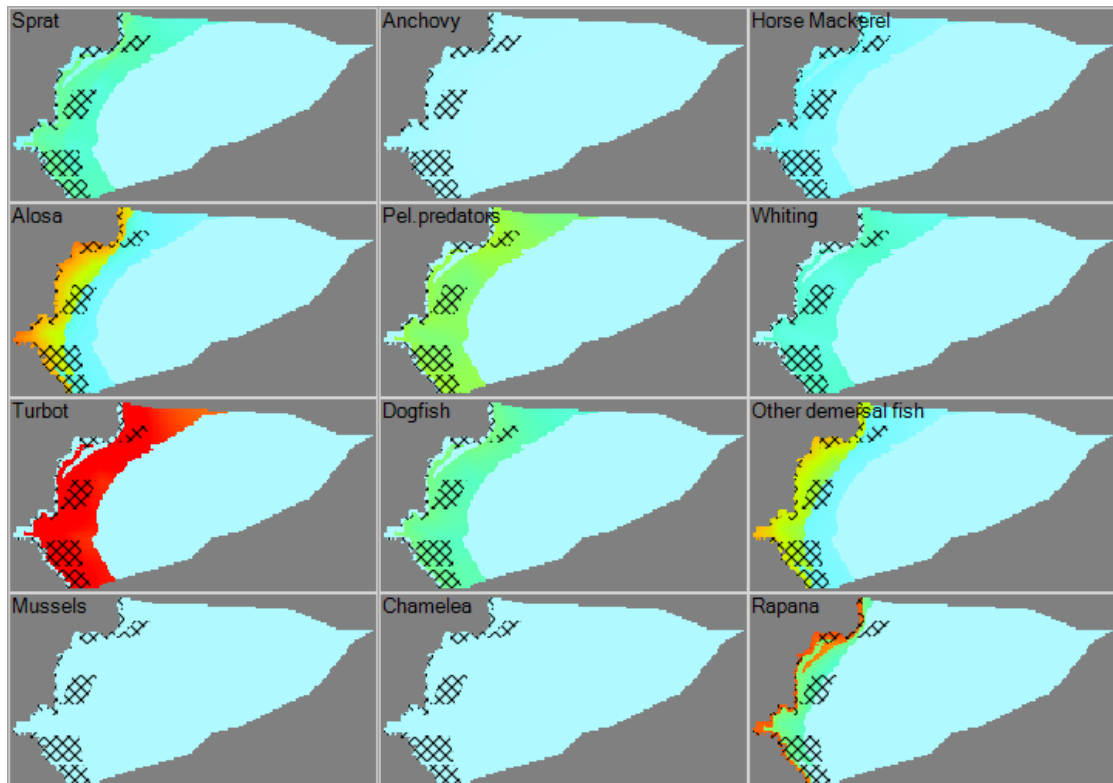 Sprat
Anchovy
Horse Mackerel
Alosa
Pel.predators
Whiting
Turbot
Dogfish
Other demersal fish
Mussels
Chamelea
Rapana